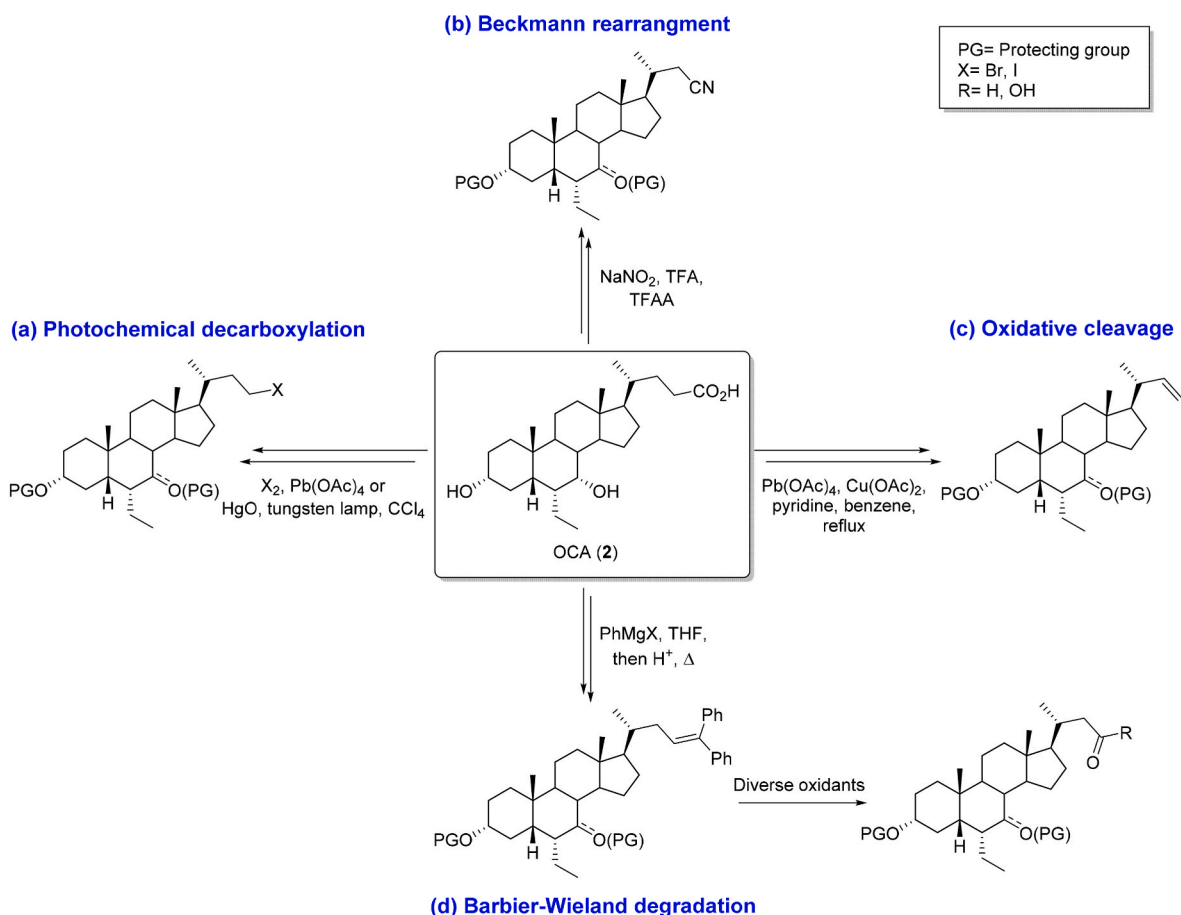 (b) Beckmann rearrangment
PG= Protecting group
X= Br, I
R= H, OH
CN
PGO
H
O(PG)
NaNO2, TFA,
TFAA
(a) Photochemical decarboxylation
X
PGO
H
O(PG)
X2, Pb(OAc)4 or
HgO, tungsten lamp, CCl4
CO2H
HO
H
OH
OCA (2)
(c) Oxidative cleavage
PGO
H
O(PG)
Pb(OAc)4, Cu(OAc)2,
pyridine, benzene,
reflux
PhMgX, THF,
then H+, Δ
Ph
Ph
PGO
H
O(PG)
Diverse oxidants
R
O
PGO
H
O(PG)
(d) Barbier-Wieland degradation